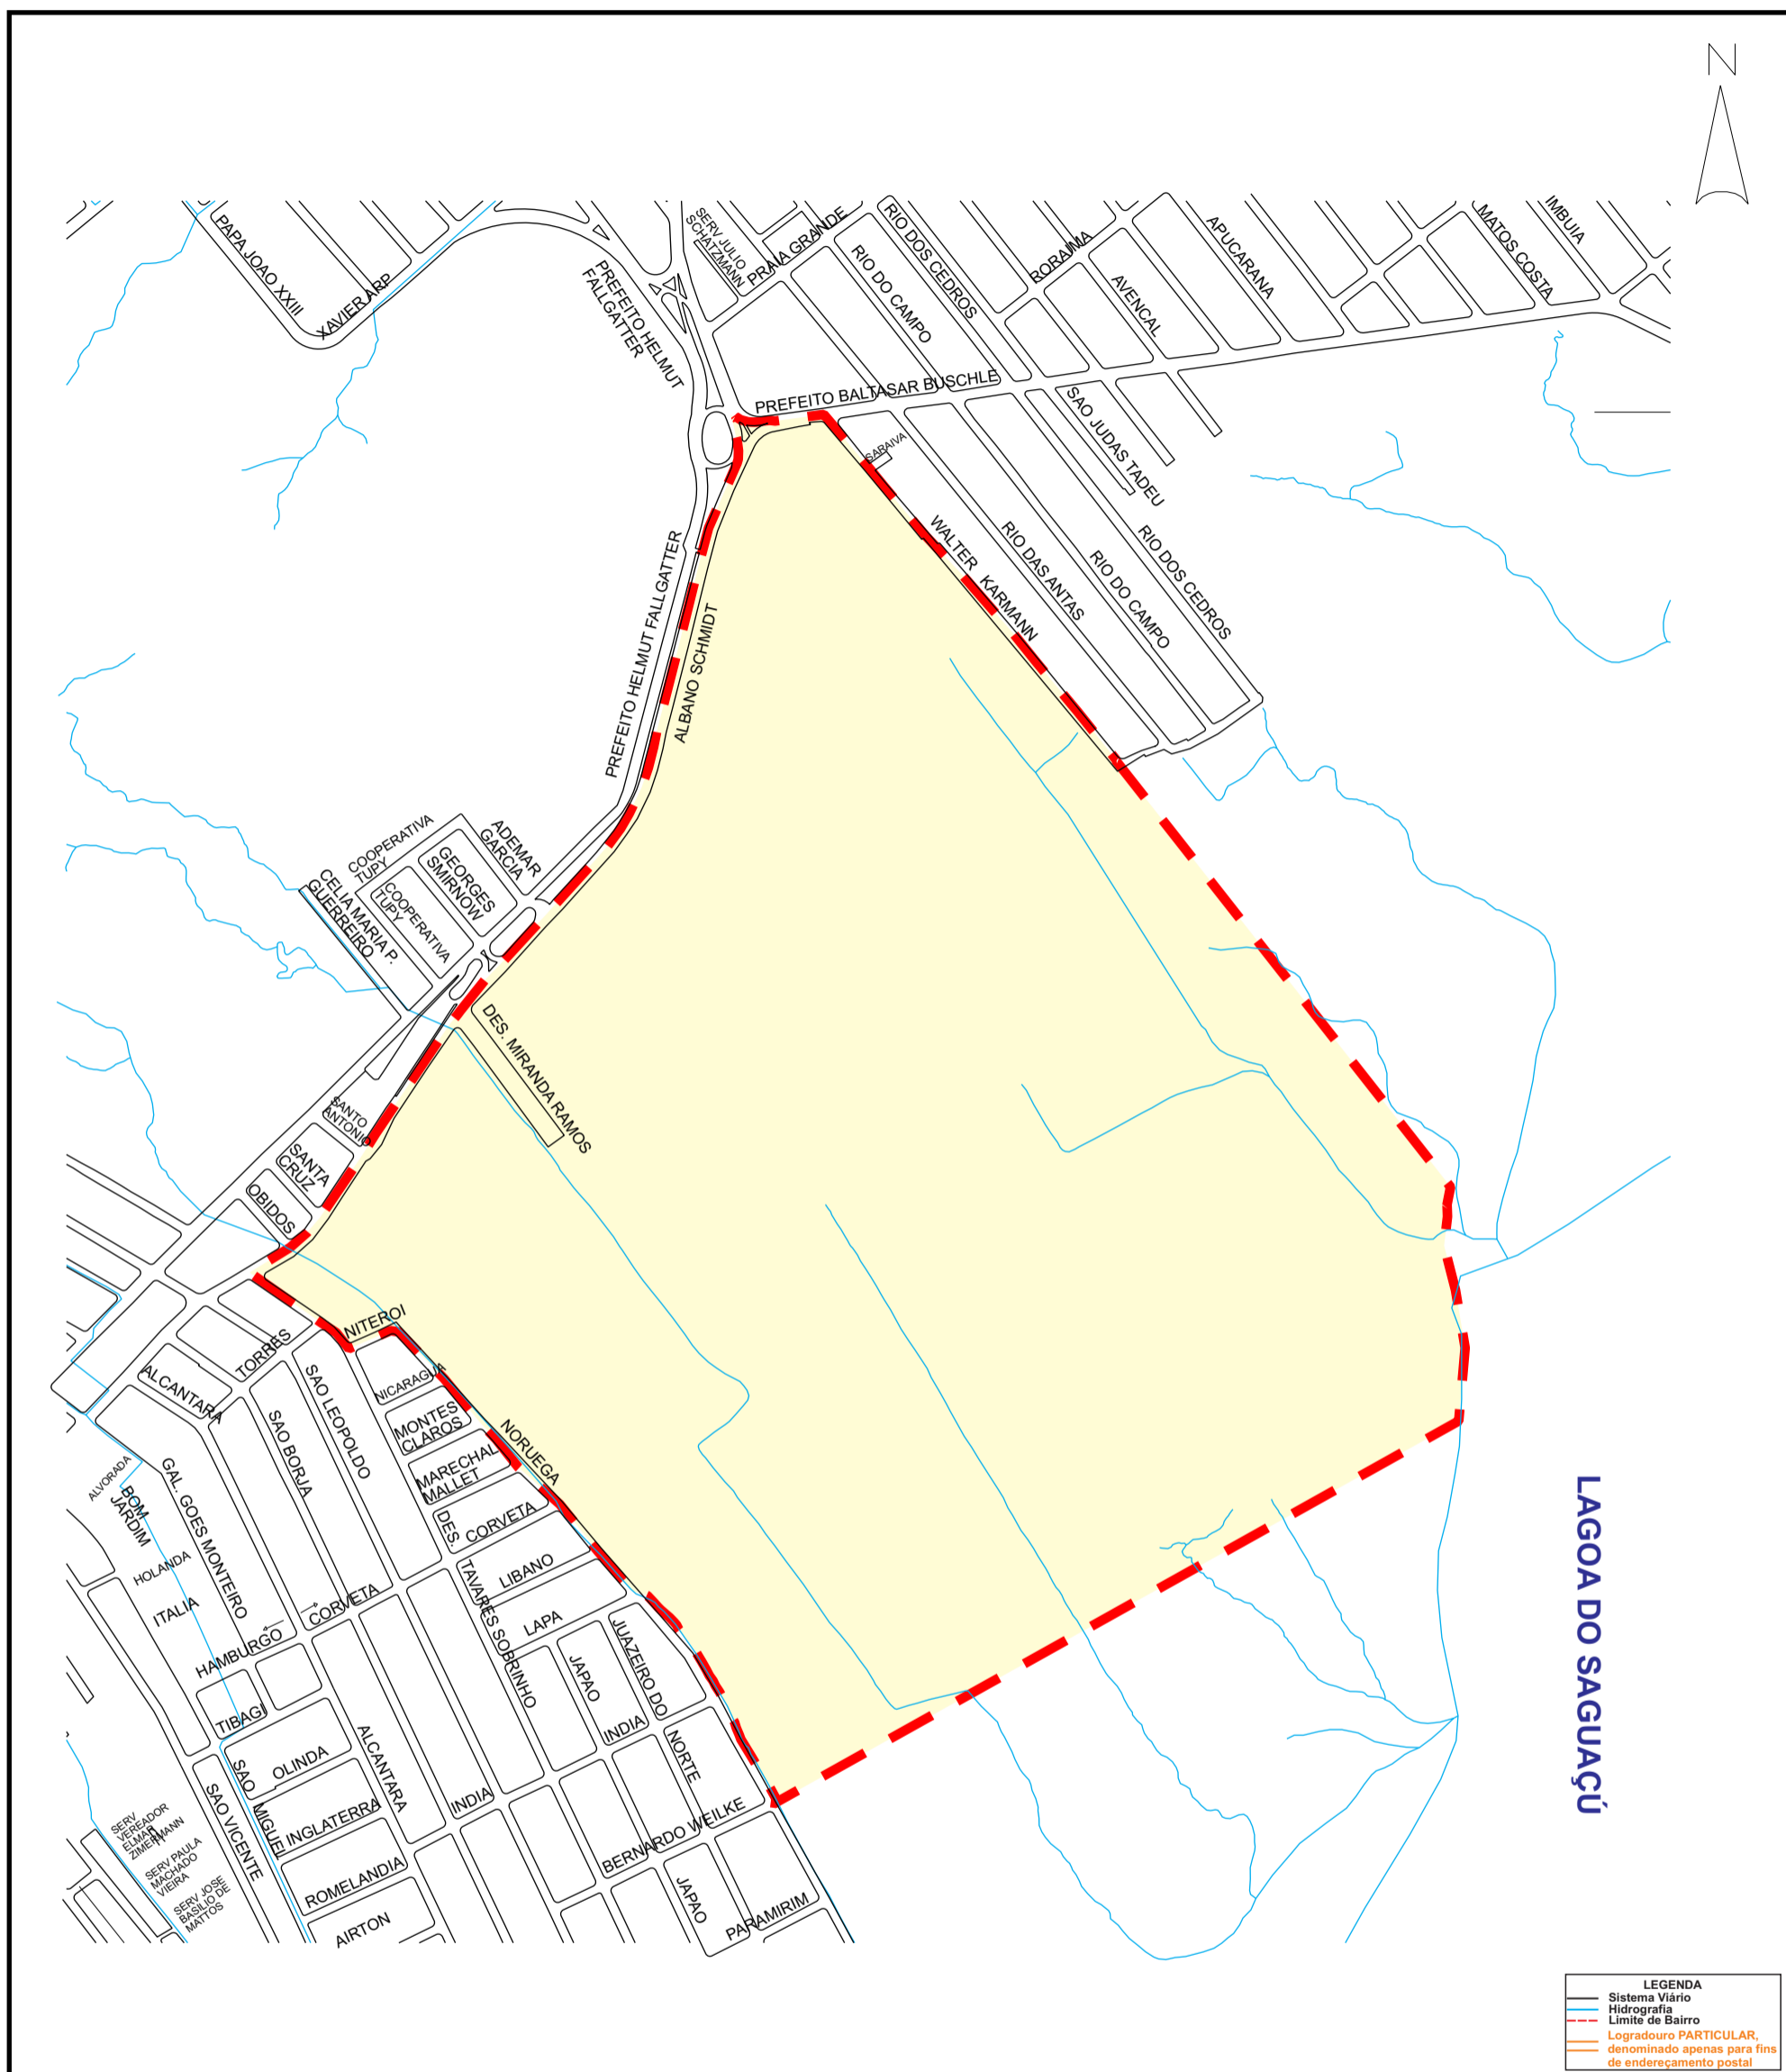 N
PAPA JOAO XXIII
XAVIER ARP
PREFEITO HELMUT
FALLGATTER
SERV JULIO
SCHATZMANN
PRAIA GRANDE
RIO DO CAMPO
RIO DOS CEDROS
RORAIMA
AVENCAL
APUCARANA
MATOS COSTA
IMBUIA
PREFEITO BALTASAR BUSCHLE
SARAIVA
SAO JUDAS TADEU
WALTER KARMANN
RIO DAS ANTAS
RIO DO CAMPO
RIO DOS CEDROS
PREFEITO HELMUT FALLGATTER
ALBANO SCHMIDT
COOPERATIVA
TUPY
ADEMAR
GARCIA
GEORGES
SMIRNOW
COOPERATIVA
TUPY
CELIA MARIA P.
GUERREIRO
DES. MIRANDA RAMOS
SANTO
ANTONIO
SANTA
CRUZ
OBIDOS
NITEROI
TORRES
ALCANTARA
SAO LEOPOLDO
SAO BORJA
NICARAGUA
MONTES
CLAROS
MARECHAL
MALLET
NORUEGA
DES. TAVARES SOBRINHO
CORVETA
LIBANO
LAPA
ALVORADA
BOM
JARDIM
GAL. GOES MONTEIRO
HOLANDA
ITALIA
HAMBURGO
CORVETA
TIBAGI
OLINDA
ALCANTARA
JAPAO
JUAZEIRO DO NORTE
INDIA
INDIA
SAO MIGUEL
INGLATERRA
SAO VICENTE
ROMELANDIA
AIRTON
BERNARDO WEILKE
JAPAO
PARAMIRIM
SERV
VEREADOR
ELMAR
ZIMERMANN
SERV PAULA
MACHADO
VIEIRA
SERV JOSE
BASILIO DE
MATTOS
LAGOA DO SAGUAÇÚ
LEGENDA
Sistema Viário
Hidrografia
Limite de Bairro
Logradouro PARTICULAR,
denominado apenas para fins
de endereçamento postal